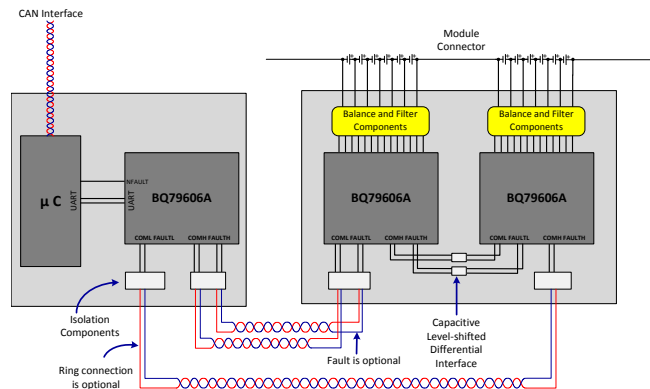 CAN Interface
Module
Connector
Balance and Filter
Components
Balance and Filter
Components
µ C
UART
NFAULT
UART
BQ79606A
BQ79606A
BQ79606A
COML FAULTL
COMH FAULTH
COML FAULTL
COMH FAULTH
COMH FAULTH
COML FAULTL
Isolation
Components
Ring connection
is optional
Fault is optional
Capacitive
Level-shifted
Differential
Interface